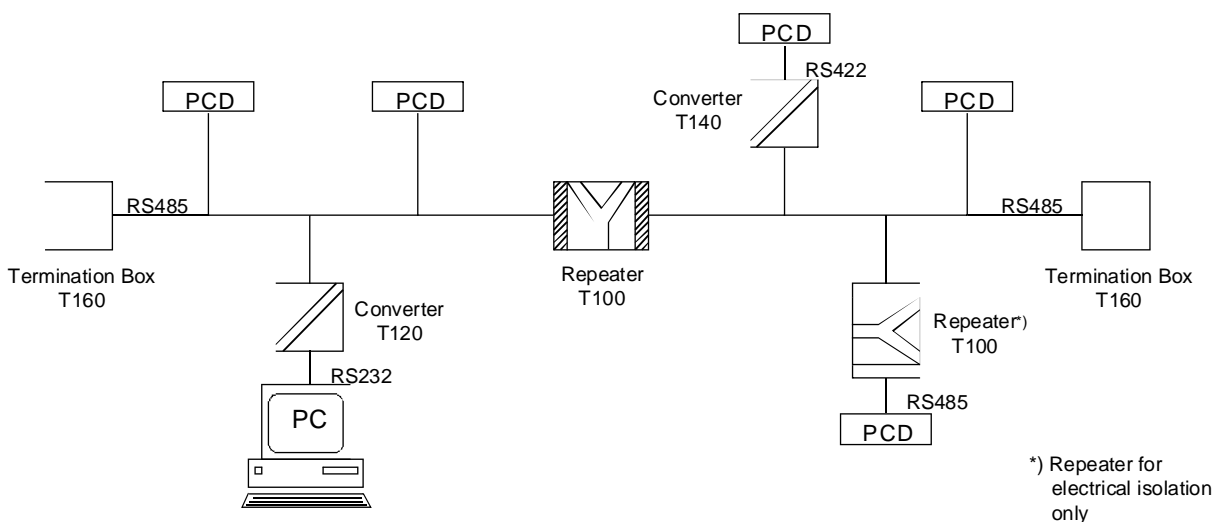 PCD
RS422
Converter
T140
PCD
PCD
PCD
RS485
RS485
Termination Box
T160
Repeater
T100
Termination Box
T160
Converter
T120
Repeater*)
T100
RS232
PC
RS485
PCD
*) Repeater for
electrical isolation
only